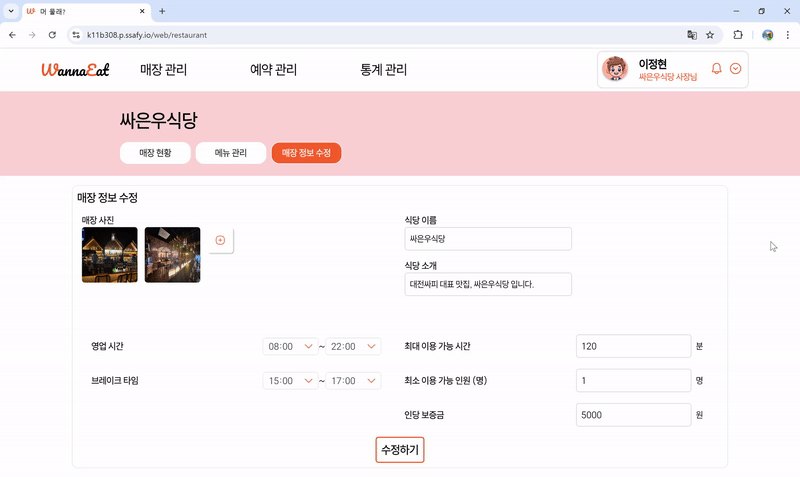 머 물래?
k11b308.p.ssafy.io/web/restaurant
WannaEat
매장 관리
예약 관리
통계 관리
이정현
싸은우식당 사장님
싸은우식당
매장 현황
메뉴 관리
매장 정보 수정
매장 정보 수정
매장 사진
식당 이름
싸은우식당
식당 소개
대전싸피 대표 맛집, 싸은우식당 입니다.
영업 시간
08:00 ~ 22:00
최대 이용 가능 시간
120 분
브레이크 타임
15:00 ~ 17:00
최소 이용 가능 인원 (명)
1 명
인당 보증금
5000 원
수정하기